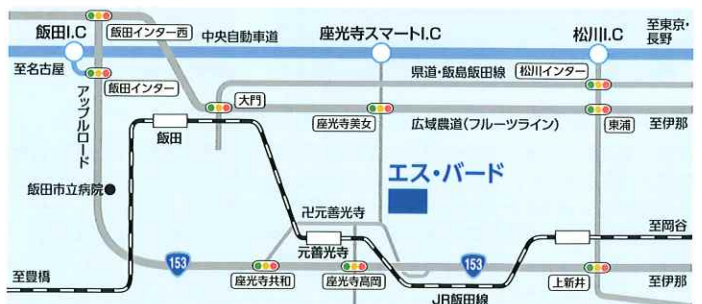 飯田I.C
飯田インター西
中央自動車道
座光寺スマートI.C
松川I.C
至東京・
長野
至名古屋
飯田インター
県道・飯島飯田線
松川インター
大門
アップルロード
飯田
座光寺美女
広域農道(フルーツライン)
東浦
至伊那
エス・バード
飯田市立病院
卍元善光寺
至岡谷
元善光寺
153
153
至豊橋
座光寺共和
座光寺高岡
JR飯田線
上新井
至伊那